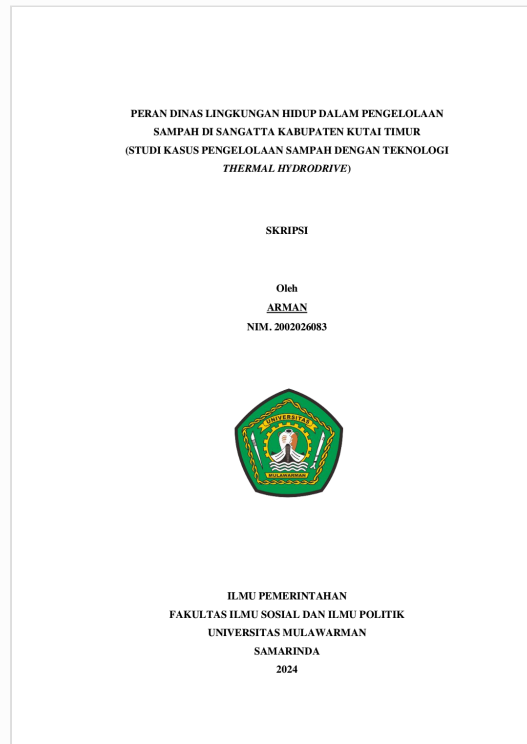 PERAN DINAS LINGKUNGAN HIDUP DALAM PENGELOLAAN
SAMPAH DI SANGATTA KABUPATEN KUTAI TIMUR
(STUDI KASUS PENGELOLAAN SAMPAH DENGAN TEKNOLOGI
THERMAL HYDRODRIVE)
SKRIPSI
Oleh
ARMAN
NIM. 2002026083
UNIVERSITAS
MULAWARMAN
ILMU PEMERINTAHAN
FAKULTAS ILMU SOSIAL DAN ILMU POLITIK
UNIVERSITAS MULAWARMAN
SAMARINDA
2024